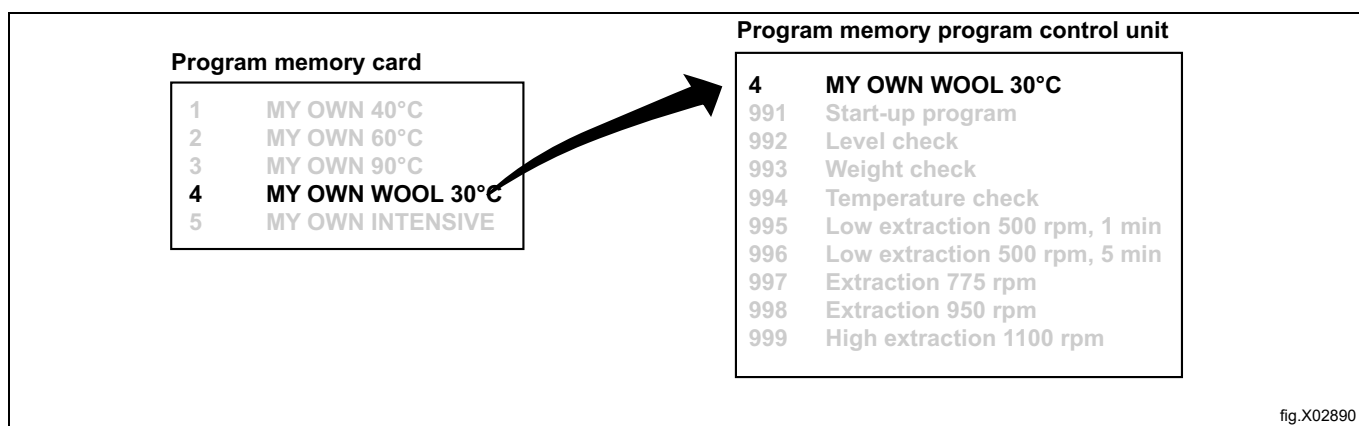 Program memory card
1 MY OWN 40°C
2 MY OWN 60°C
3 MY OWN 90°C
4 MY OWN WOOL 30°C
5 MY OWN INTENSIVE
Program memory program control unit
4 MY OWN WOOL 30°C
991 Start-up program
992 Level check
993 Weight check
994 Temperature check
995 Low extraction 500 rpm, 1 min
996 Low extraction 500 rpm, 5 min
997 Extraction 775 rpm
998 Extraction 950 rpm
999 High extraction 1100 rpm
fig.X02890